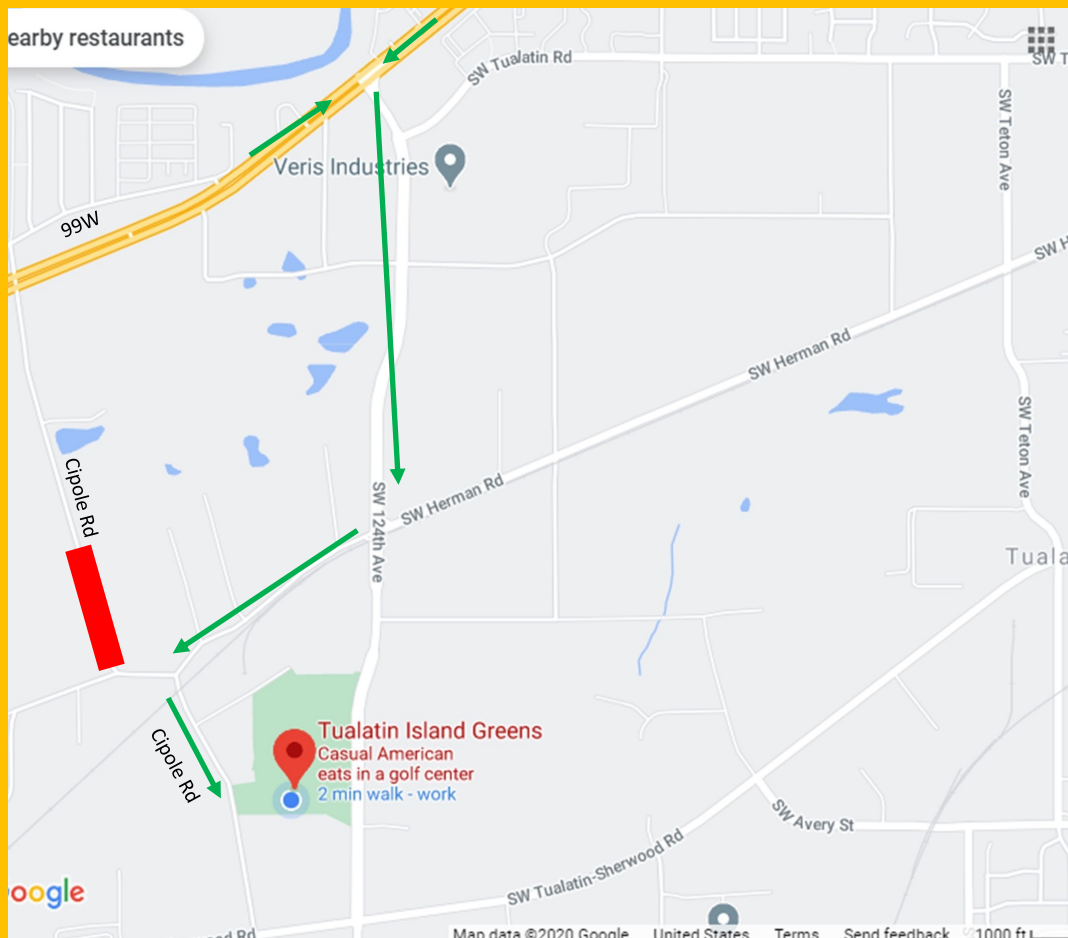 earby restaurants
SW Tualatin Rd
SW T
SW Teton Ave
Veris Industries
99W
SW H
SW Herman Rd
SW Teton Ave
Cipole Rd
SW Herman Rd
SW 124th Ave
Tuala
Tualatin Island Greens
Casual American
eats in a golf center
2 min walk - work
Cipole Rd
SW Avery St
SW Tualatin-Sherwood Rd
oogle
ood Rd
Map data ©2020 Google United States Terms Send feedback 1000 ft